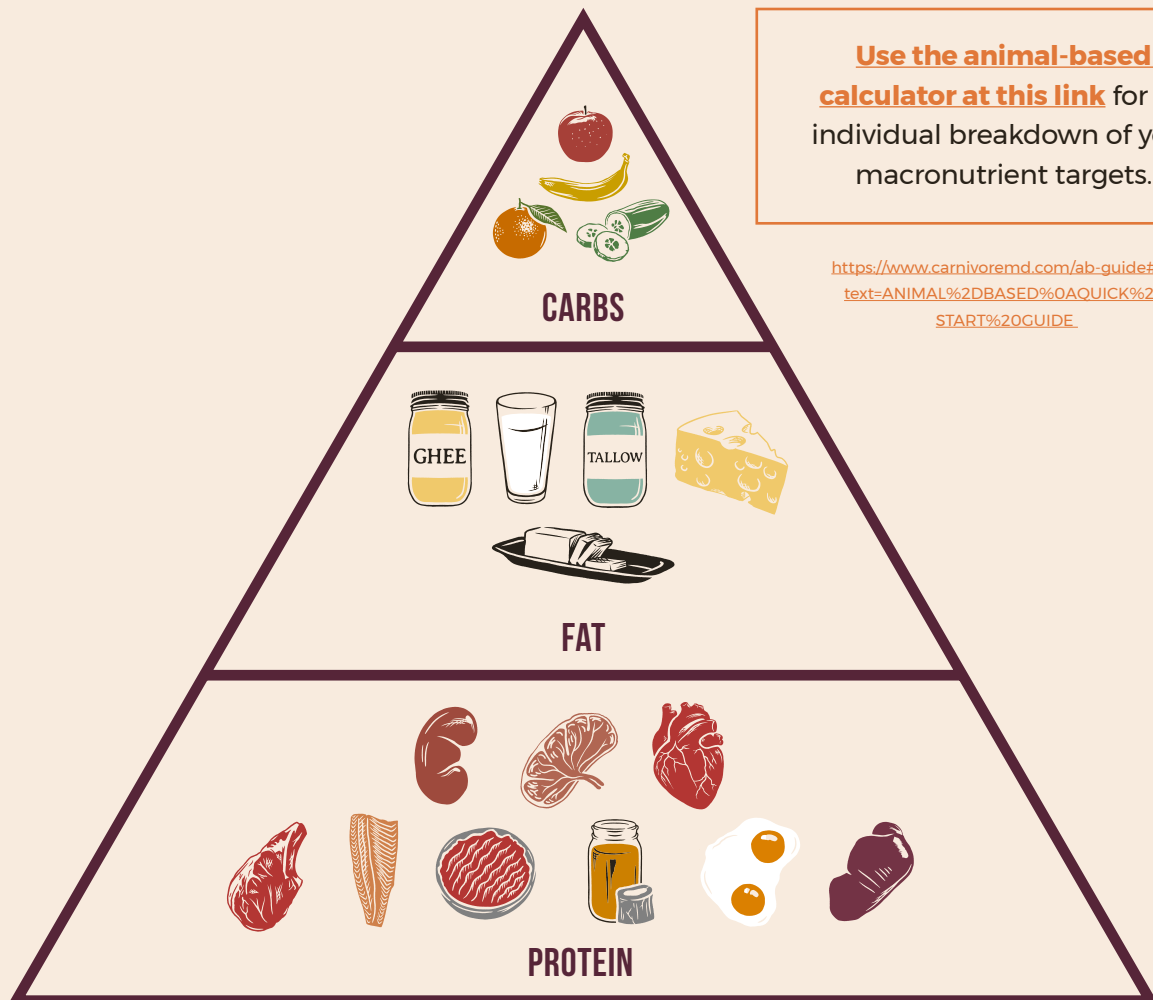 Use the animal-based
calculator at this link for
individual breakdown of
macronutrient targets.
https://www.carnivoremd.com/ab-guide#
text=ANIMAL%2DBASED%0AQUICK%2
START%20GUIDE
CARBS
GHEE
TALLOW
FAT
PROTEIN